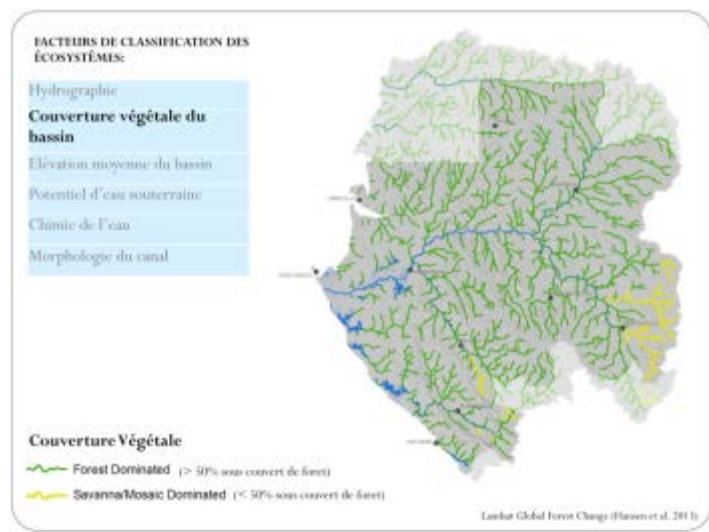 FACTEURS DE CLASSIFICATION DES
ÉCOSYSTÈMES:
Hydrographie
Couverture végétale du
bassin
Elévation moyenne du bassin
Potentiel d'eau souterraine
Chimie de l'eau
Morphologie du canal
Couverture Végétale
Forest Dominated (> 50% sous couvert de foret)
Savanna/Mosaic Dominated (< 50% sous couvert de foret)
Landsat Global Forest Change (Hansen et al. 2013)